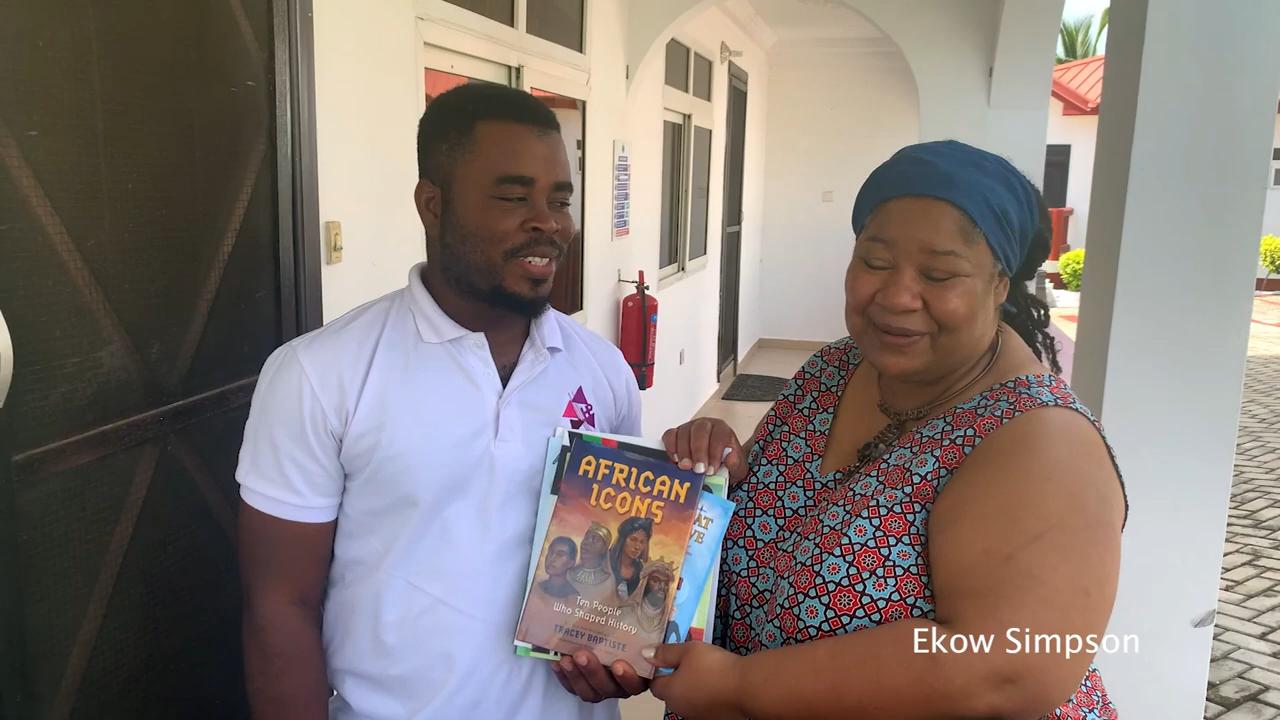 AFRICAN
ICONS
Ten People
Who Shaped History
TRACEY BAPTISTE
Ekow Simpson